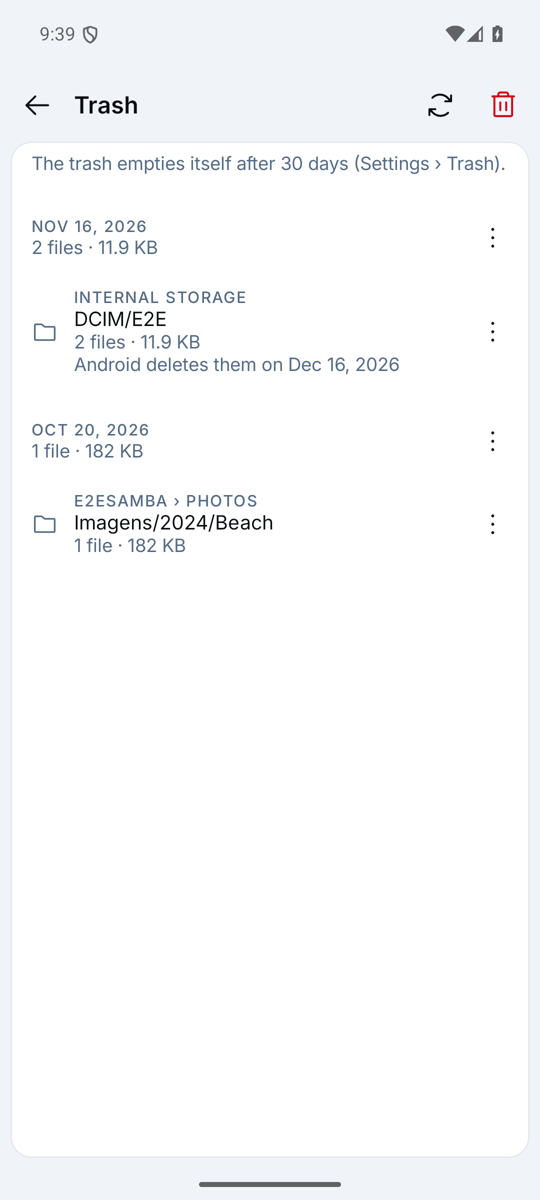 9:39
Trash
The trash empties itself after 30 days (Settings › Trash).
NOV 16, 2026
2 files · 11.9 KB
INTERNAL STORAGE
DCIM/E2E
2 files · 11.9 KB
Android deletes them on Dec 16, 2026
OCT 20, 2026
1 file · 182 KB
E2ESAMBA › PHOTOS
Imagens/2024/Beach
1 file · 182 KB